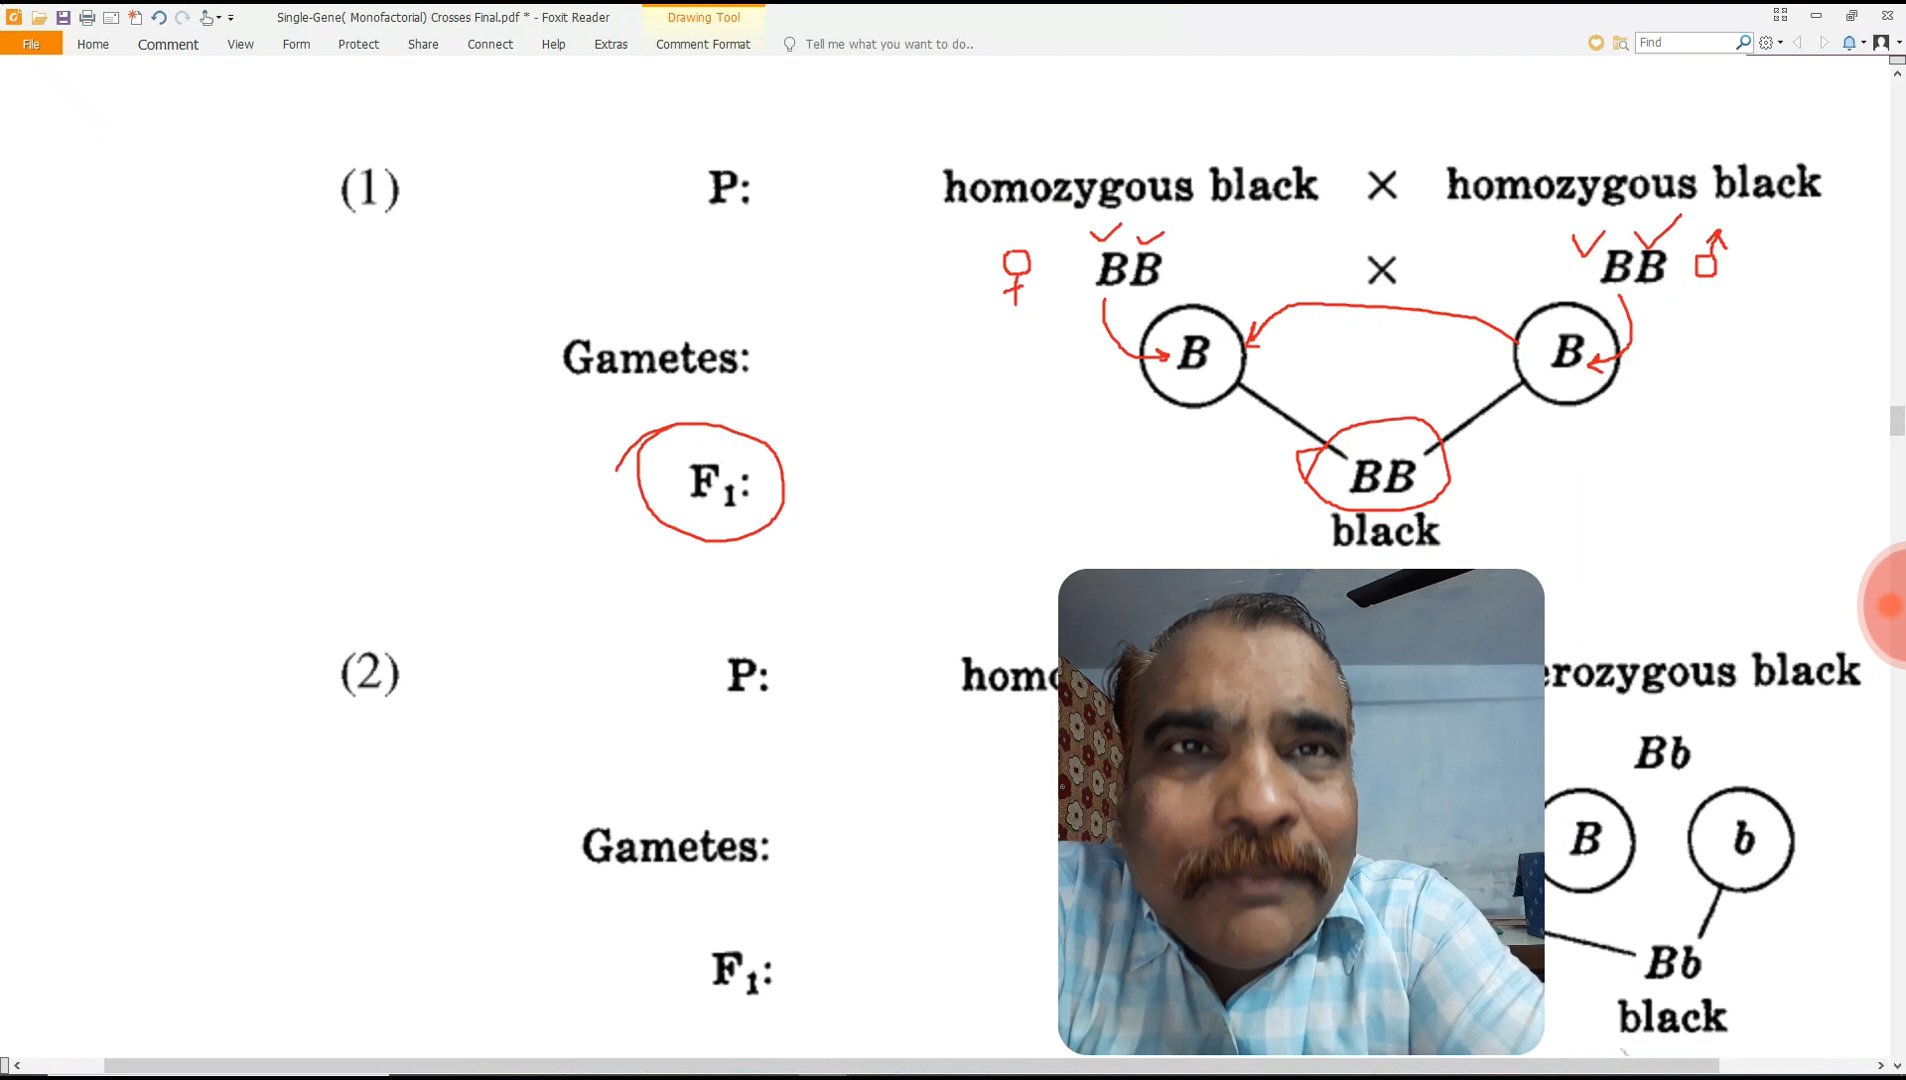 Single-Gene( Monofactorial) Crosses Final.pdf * - Foxit Reader
Drawing Tool
File Home Comment View Form Protect Share Connect Help Extras Comment Format Tell me what you want to do.. Find
(1) P: homozygous black × homozygous black
♀ BB × BB ♂
Gametes: B B
F1: BB
black
(2) P: homo erozygous black
Bb
Gametes: B b
F1: Bb
black